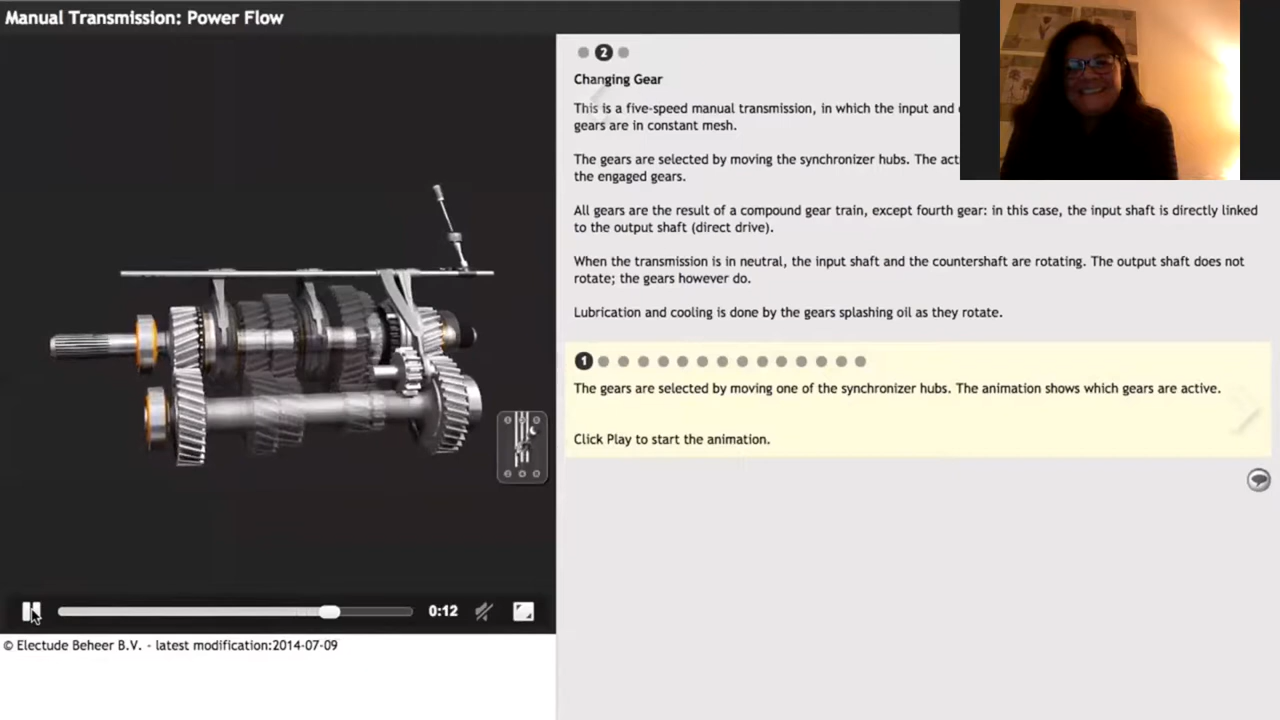 Manual Transmission: Power Flow
2
Changing Gear
This is a five-speed manual transmission, in which the input and
gears are in constant mesh.
The gears are selected by moving the synchronizer hubs. The
the engaged gears.
All gears are the result of a compound gear train, except fourth gear: in this case, the input shaft is directly linked
to the output shaft (direct drive).
When the transmission is in neutral, the input shaft and the countershaft are rotating. The output shaft does not
rotate; the gears however do.
Lubrication and cooling is done by the gears splashing oil as they rotate.
1
The gears are selected by moving one of the synchronizer hubs. The animation shows which gears are active.
Click Play to start the animation.
0:12
© Electude Beheer B.V. - latest modification:2014-07-09